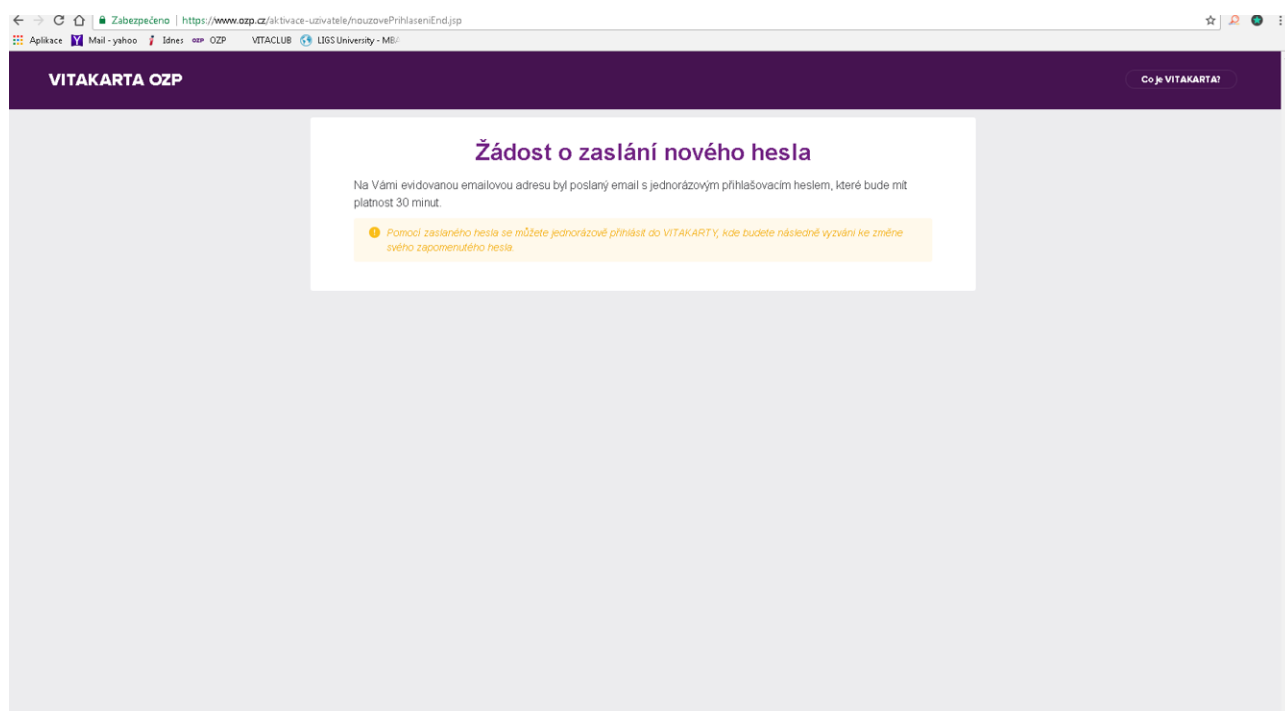 Zabezpečeno | https://www.ozp.cz/aktivace-uzivatele/nouzovePrihlaseniEnd.jsp
Aplikace Mail - yahoo Idnes OZP OZP VITACLUB LIGS University - MBA
VITAKARTA OZP
Co je VITAKARTA?
Žádost o zaslání nového hesla
Na Vámi evidovanou emailovou adresu byl poslaný email s jednorázovým přihlašovacím heslem, které bude mít
platnost 30 minut.
Pomocí zaslaného hesla se můžete jednorázově přihlásit do VITAKARTY, kde budete následně vyzváni ke změne
svého zapomenutého hesla.